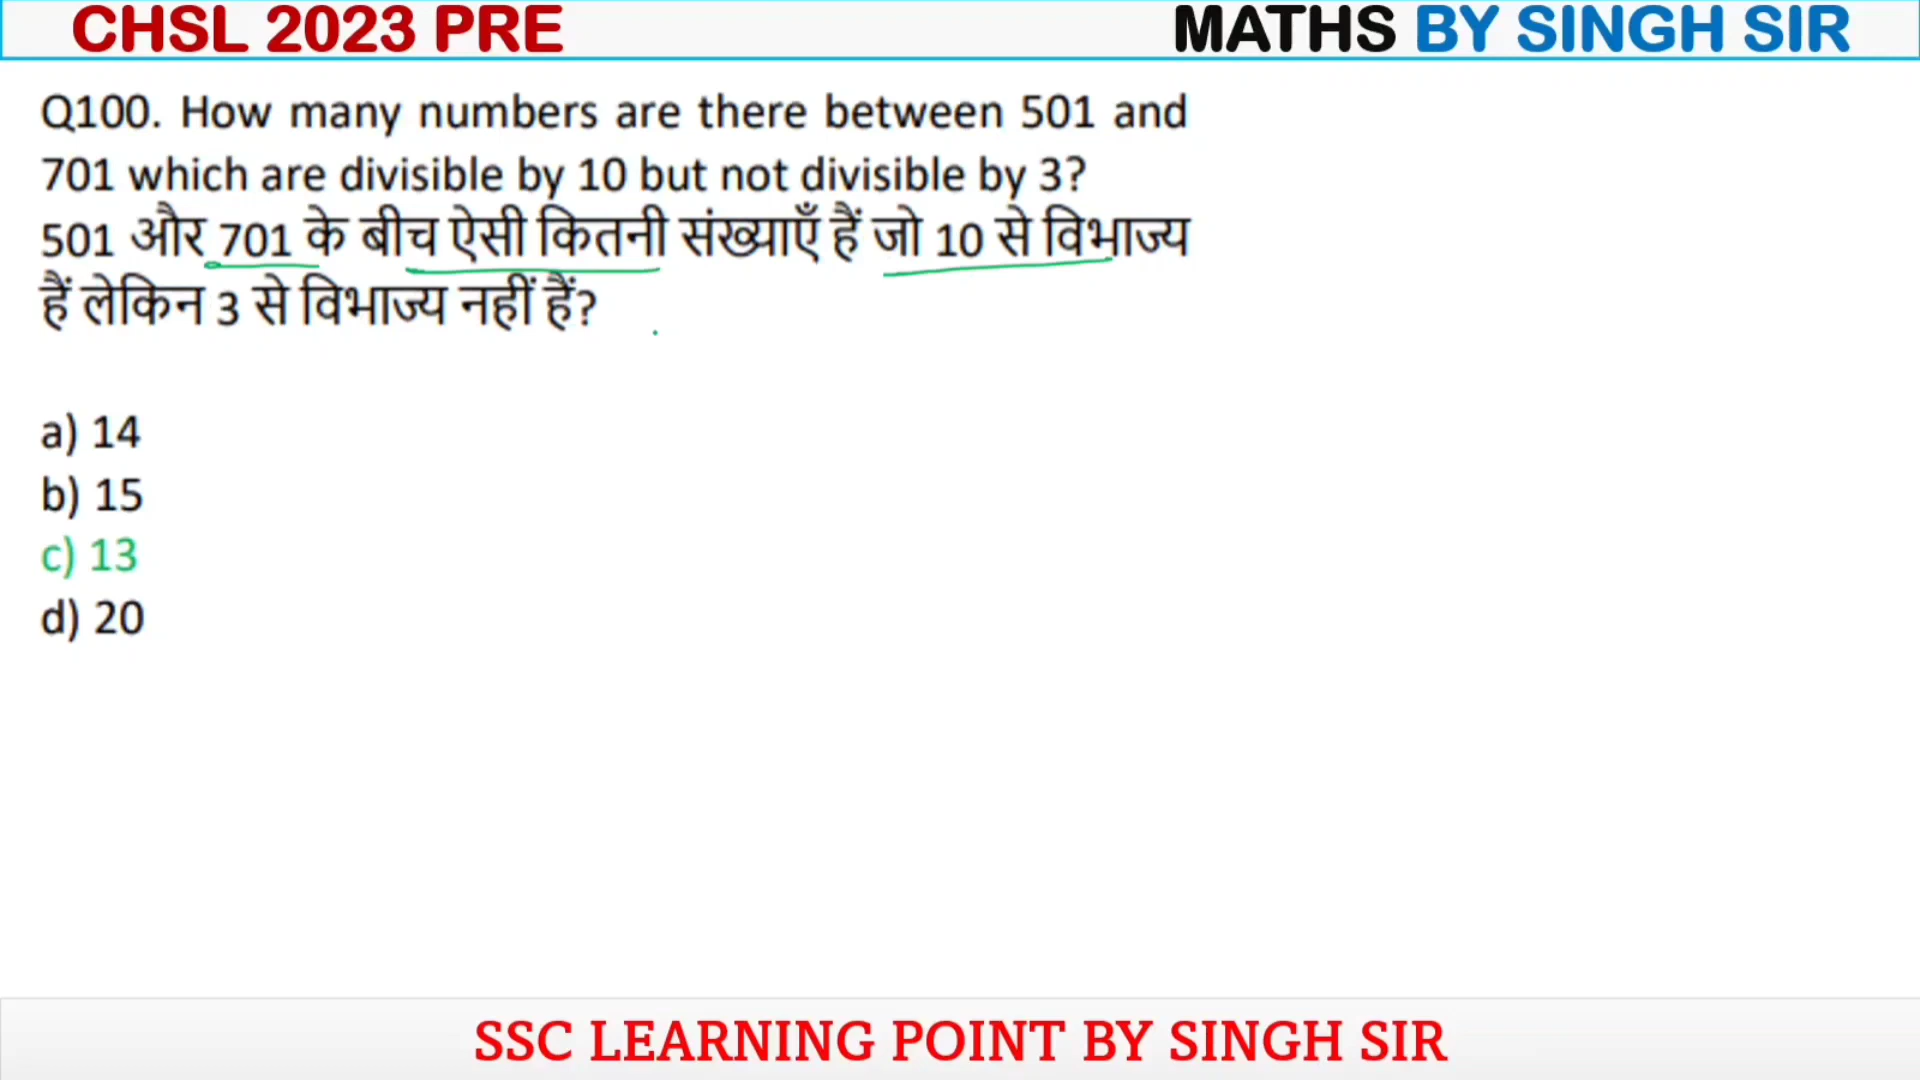 CHSL 2023 PRE
MATHS BY SINGH SIR
Q100. How many numbers are there between 501 and
701 which are divisible by 10 but not divisible by 3?
501 और 701 के बीच ऐसी कितनी संख्याएँ हैं जो 10 से विभाज्य
हैं लेकिन 3 से विभाज्य नहीं हैं?
a) 14
b) 15
c) 13
d) 20
SSC LEARNING POINT BY SINGH SIR